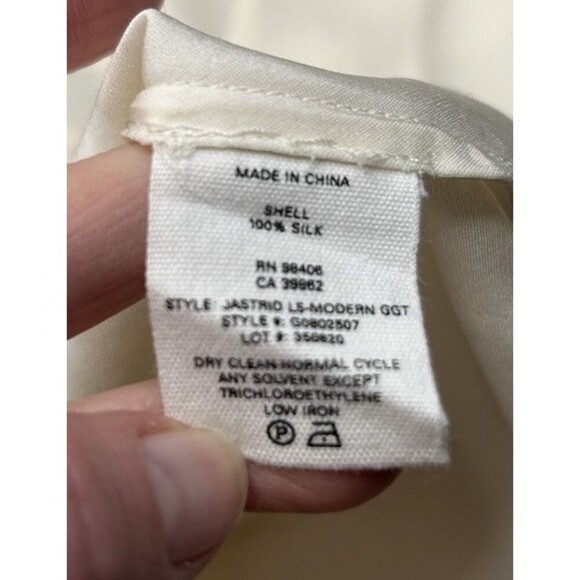 MADE IN CHINA
SHELL
100% SILK
RN 98406
CA 39962
STYLE: JASTRID LS-MODERN GGT
STYLE #: G0802507
LOT #: 350820
DRY CLEAN-NORMAL CYCLE
ANY SOLVENT EXCEPT
TRICHLOROETHYLENE
LOW IRON
P